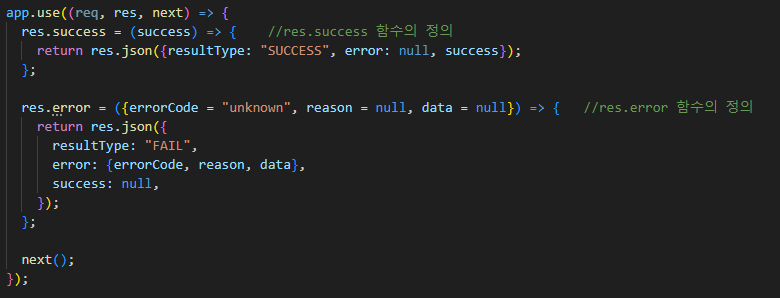 app.use((req, res, next) => {
  res.success = (success) => {    //res.success 함수의 정의
    return res.json({resultType: "SUCCESS", error: null, success});
  };

  res.error = ({errorCode = "unknown", reason = null, data = null}) => {   //res.error 함수의 정의
    return res.json({
      resultType: "FAIL",
      error: {errorCode, reason, data},
      success: null,
    });
  };

  next();
});